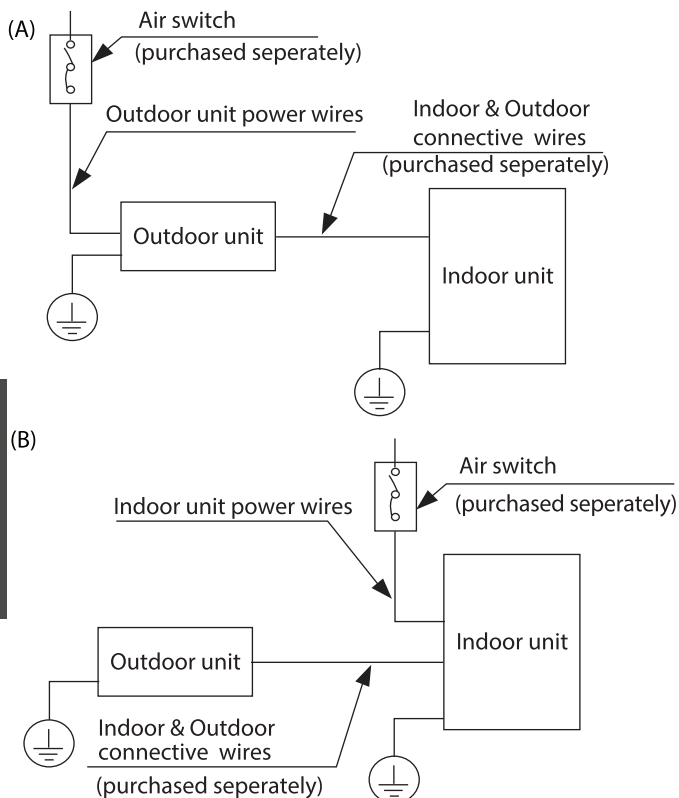 (A)
Air switch
(purchased seperately)
Outdoor unit power wires
Indoor & Outdoor
connective wires
(purchased seperately)
Outdoor unit
Indoor unit
(B)
Air switch
(purchased seperately)
Indoor unit power wires
Indoor unit
Outdoor unit
Indoor & Outdoor
connective wires
(purchased seperately)